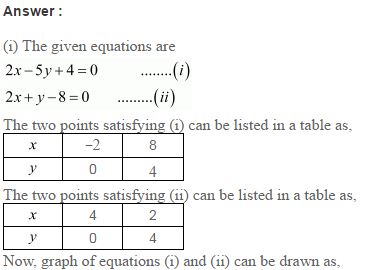 Answer :
(i) The given equations are
2x – 5y + 4 = 0 ........(i)
2x + y – 8 = 0 .........(ii)
The two points satisfying (i) can be listed in a table as,
x –2 8
y 0 4
The two points satisfying (ii) can be listed in a table as,
x 4 2
y 0 4
Now, graph of equations (i) and (ii) can be drawn as,